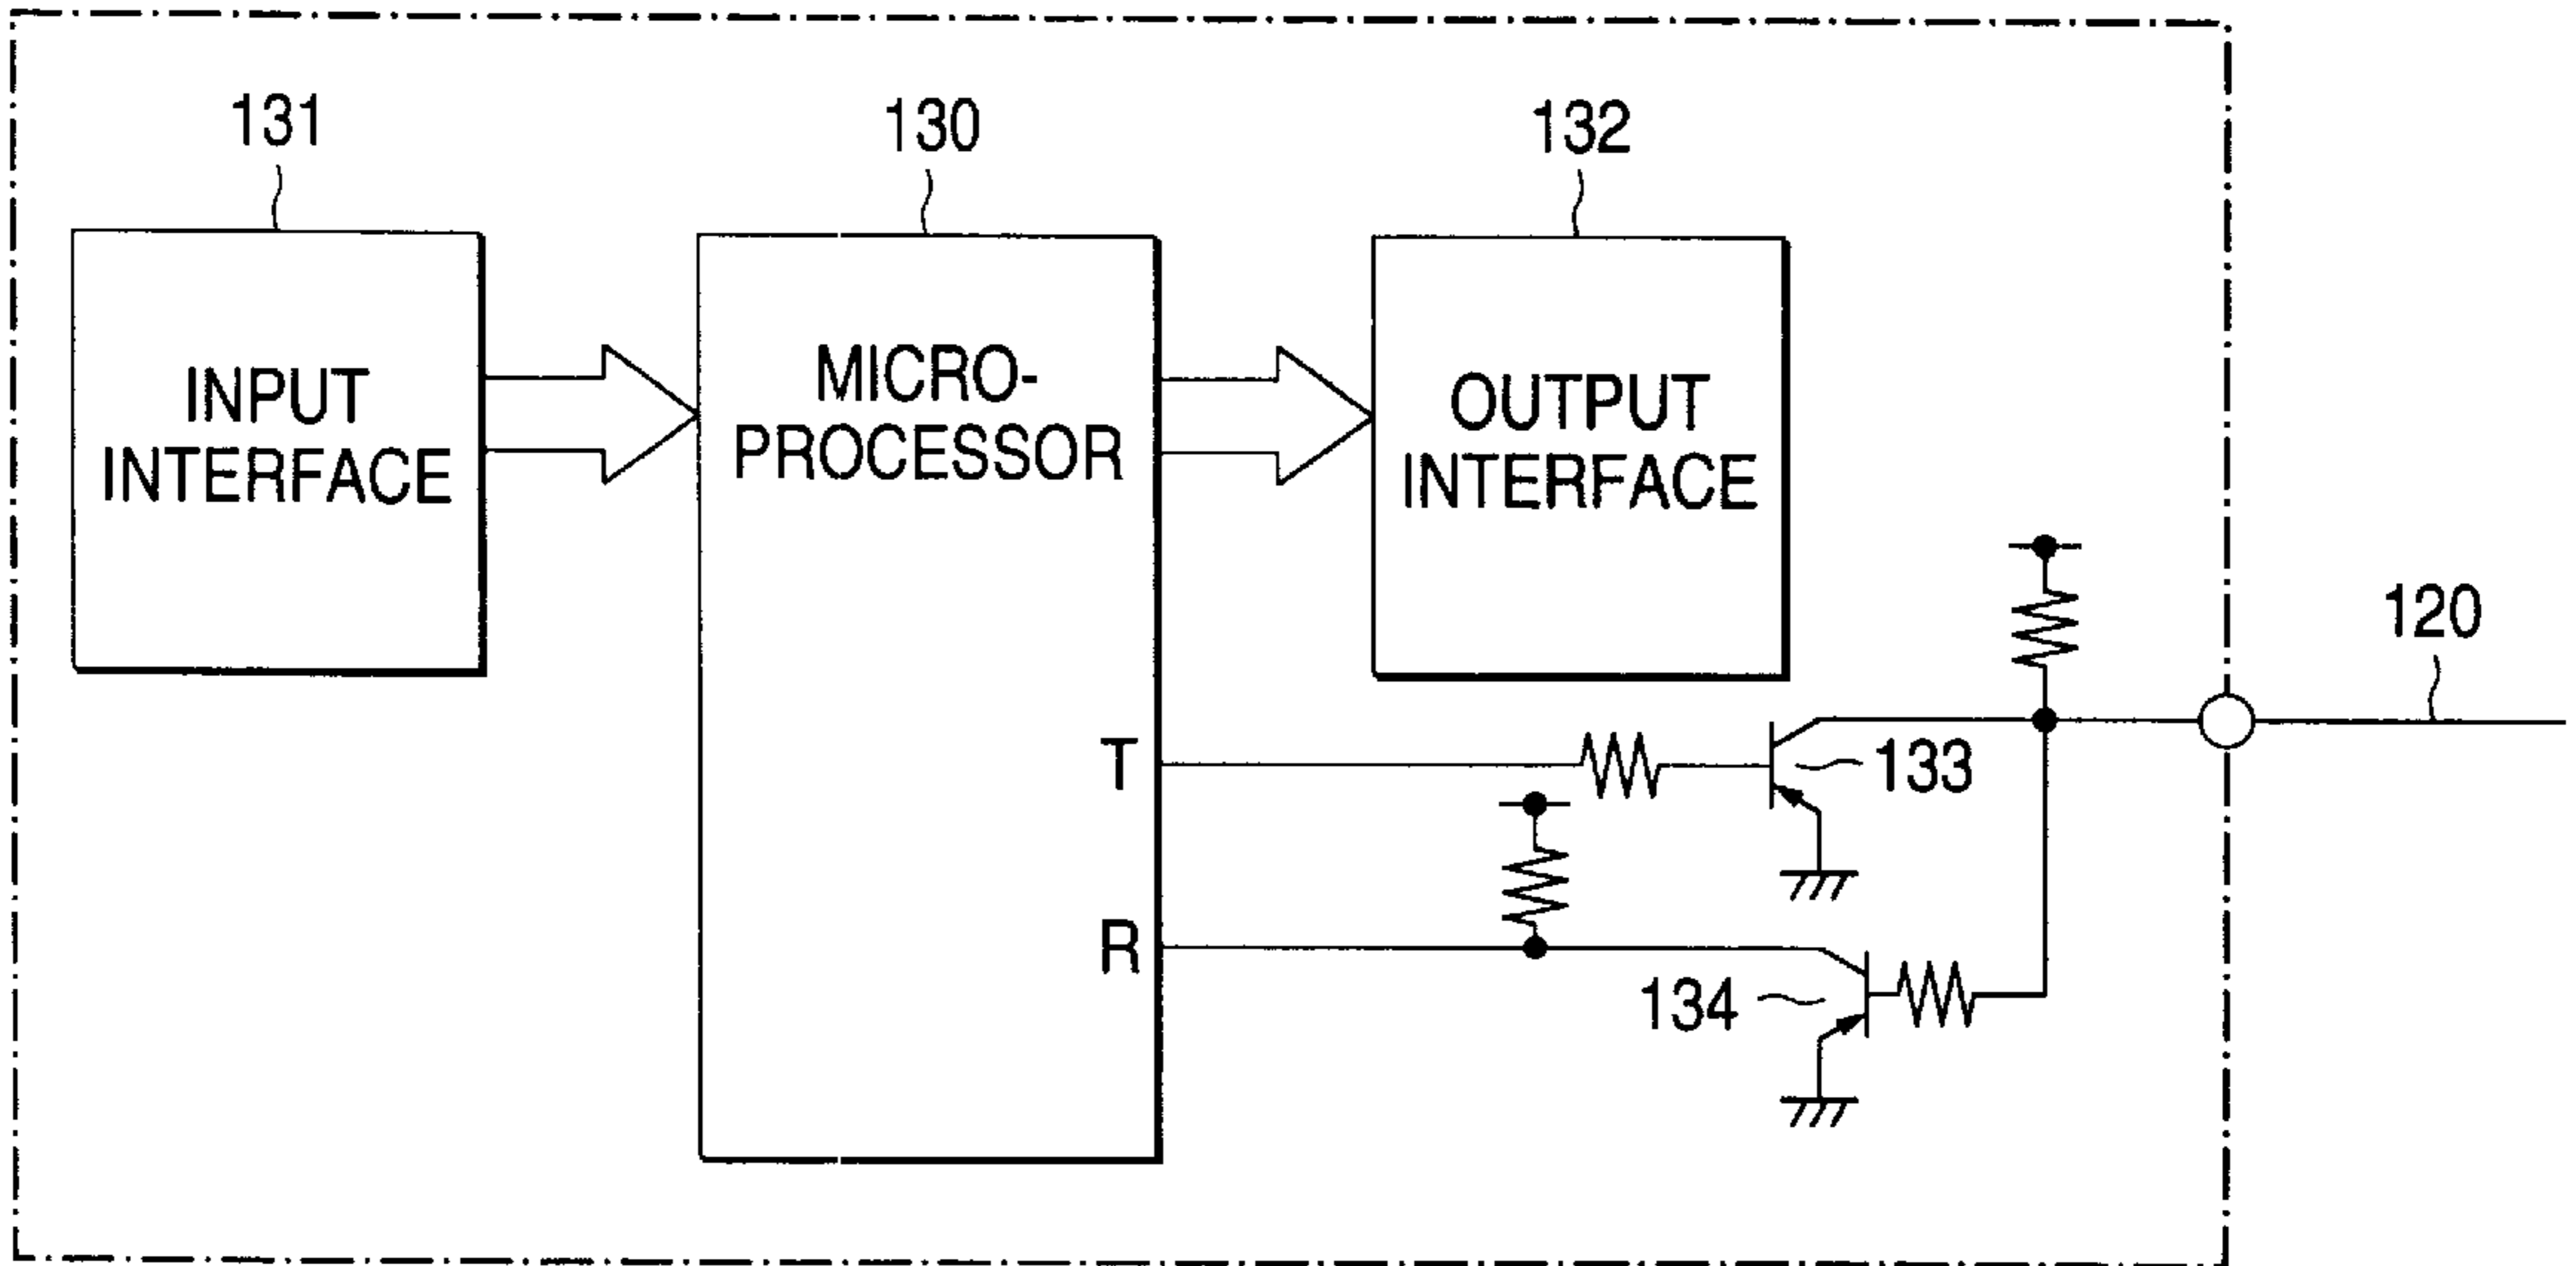 131
130
132
INPUT
INTERFACE
MICRO-
PROCESSOR
OUTPUT
INTERFACE
120
T
133
R
134